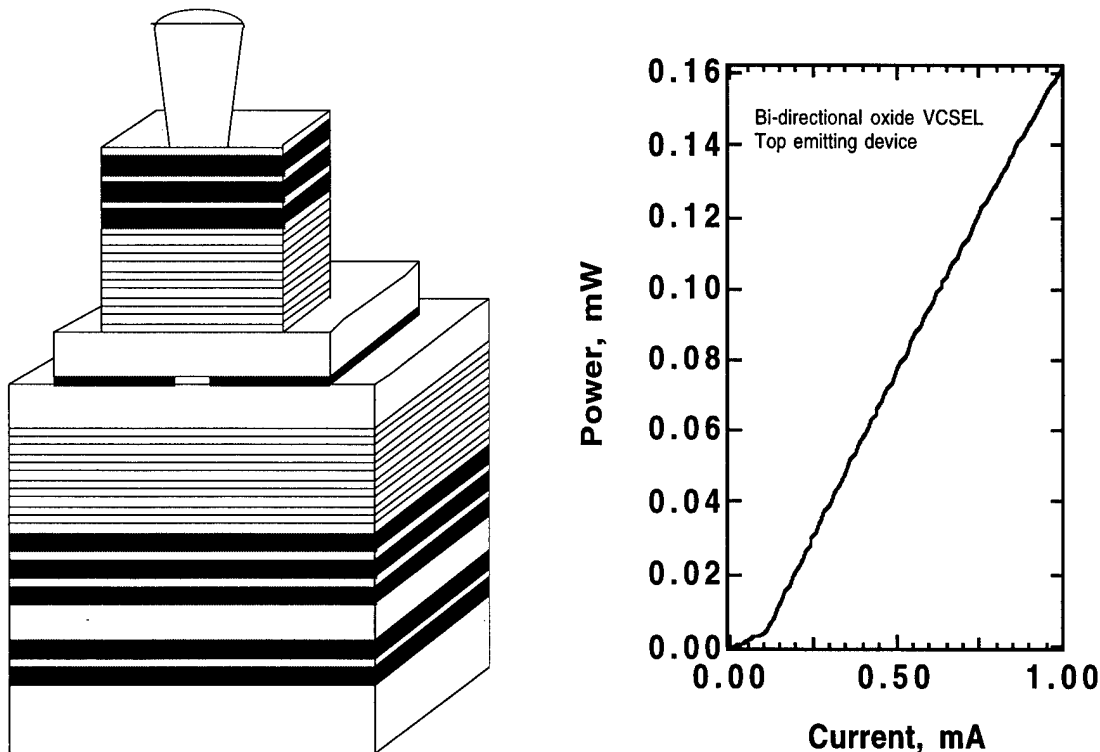 0.16
0.14
0.12
0.10
0.08
0.06
0.04
0.02
0.00
Power, mW
Bi-directional oxide VCSEL
Top emitting device
0.00 0.50 1.00
Current, mA